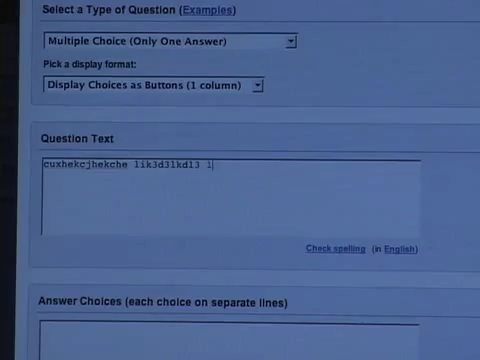 Select a Type of Question (Examples)
Multiple Choice (Only One Answer)
Pick a display format:
Display Choices as Buttons (1 column)
Question Text
cuxhekcjhekche lik3d3lkdl3 l
Check spelling (in English)
Answer Choices (each choice on separate lines)